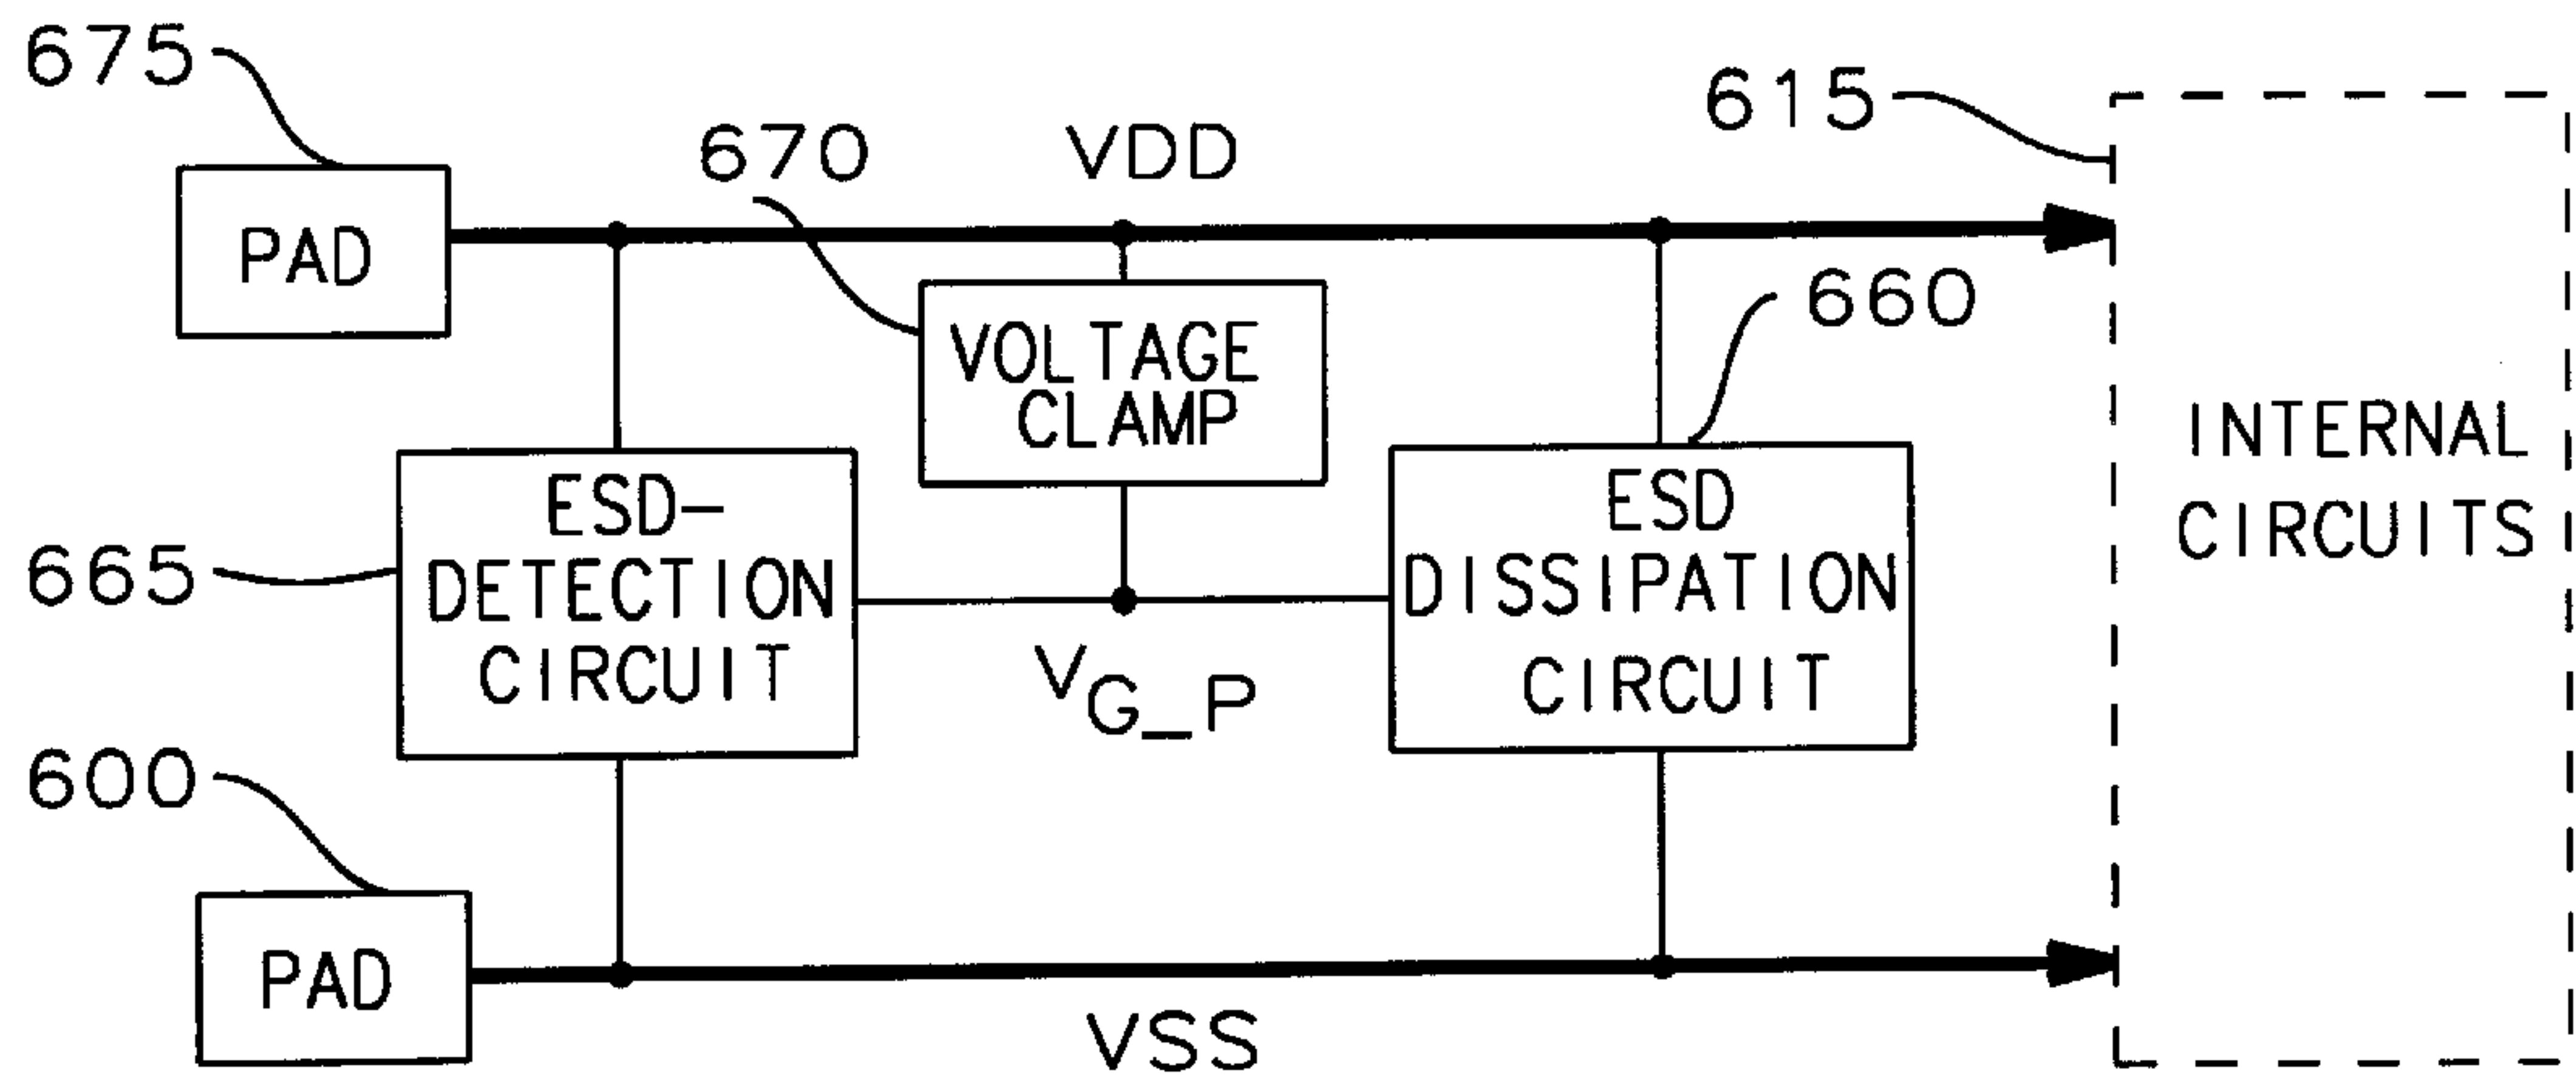 675
615
670
VDD
PAD
660
VOLTAGE
CLAMP
INTERNAL
CIRCUITS
ESD-
DETECTION
CIRCUIT
ESD
DISSIPATION
CIRCUIT
665
VG_P
600
PAD
VSS